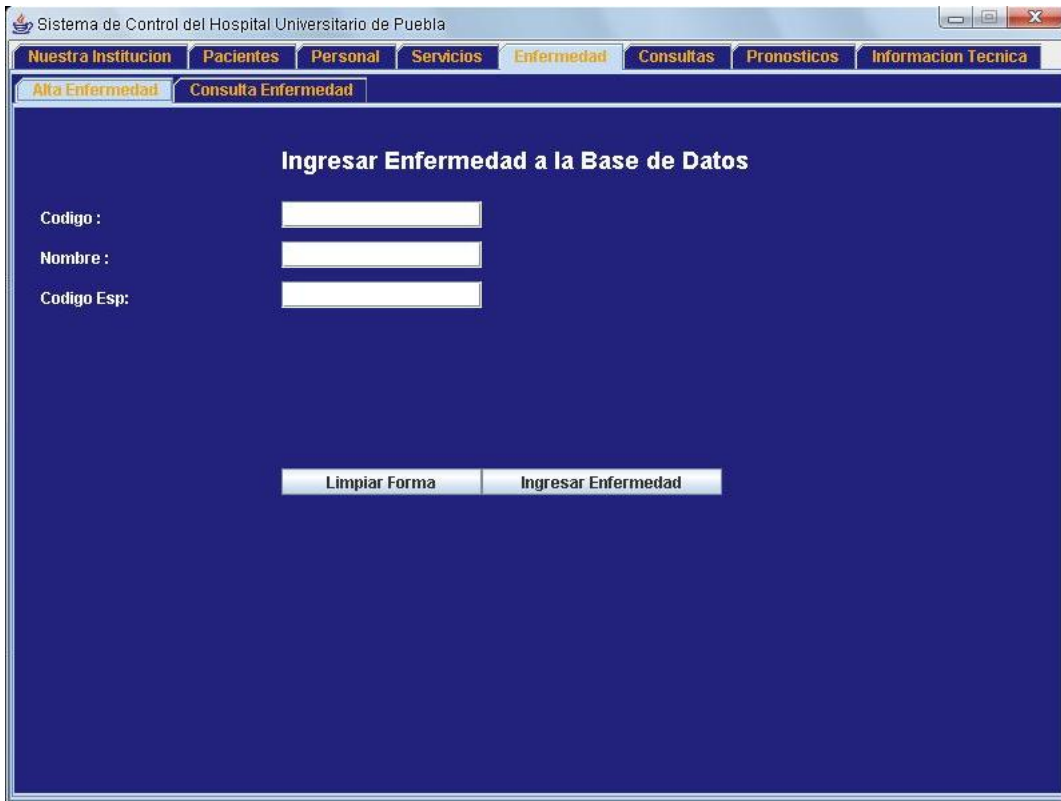 Sistema de Control del Hospital Universitario de Puebla
Nuestra Institucion Pacientes Personal Servicios Enfermedad Consultas Pronosticos Informacion Tecnica
Alta Enfermedad Consulta Enfermedad
Ingresar Enfermedad a la Base de Datos
Codigo :
Nombre :
Codigo Esp:
Limpiar Forma Ingresar Enfermedad